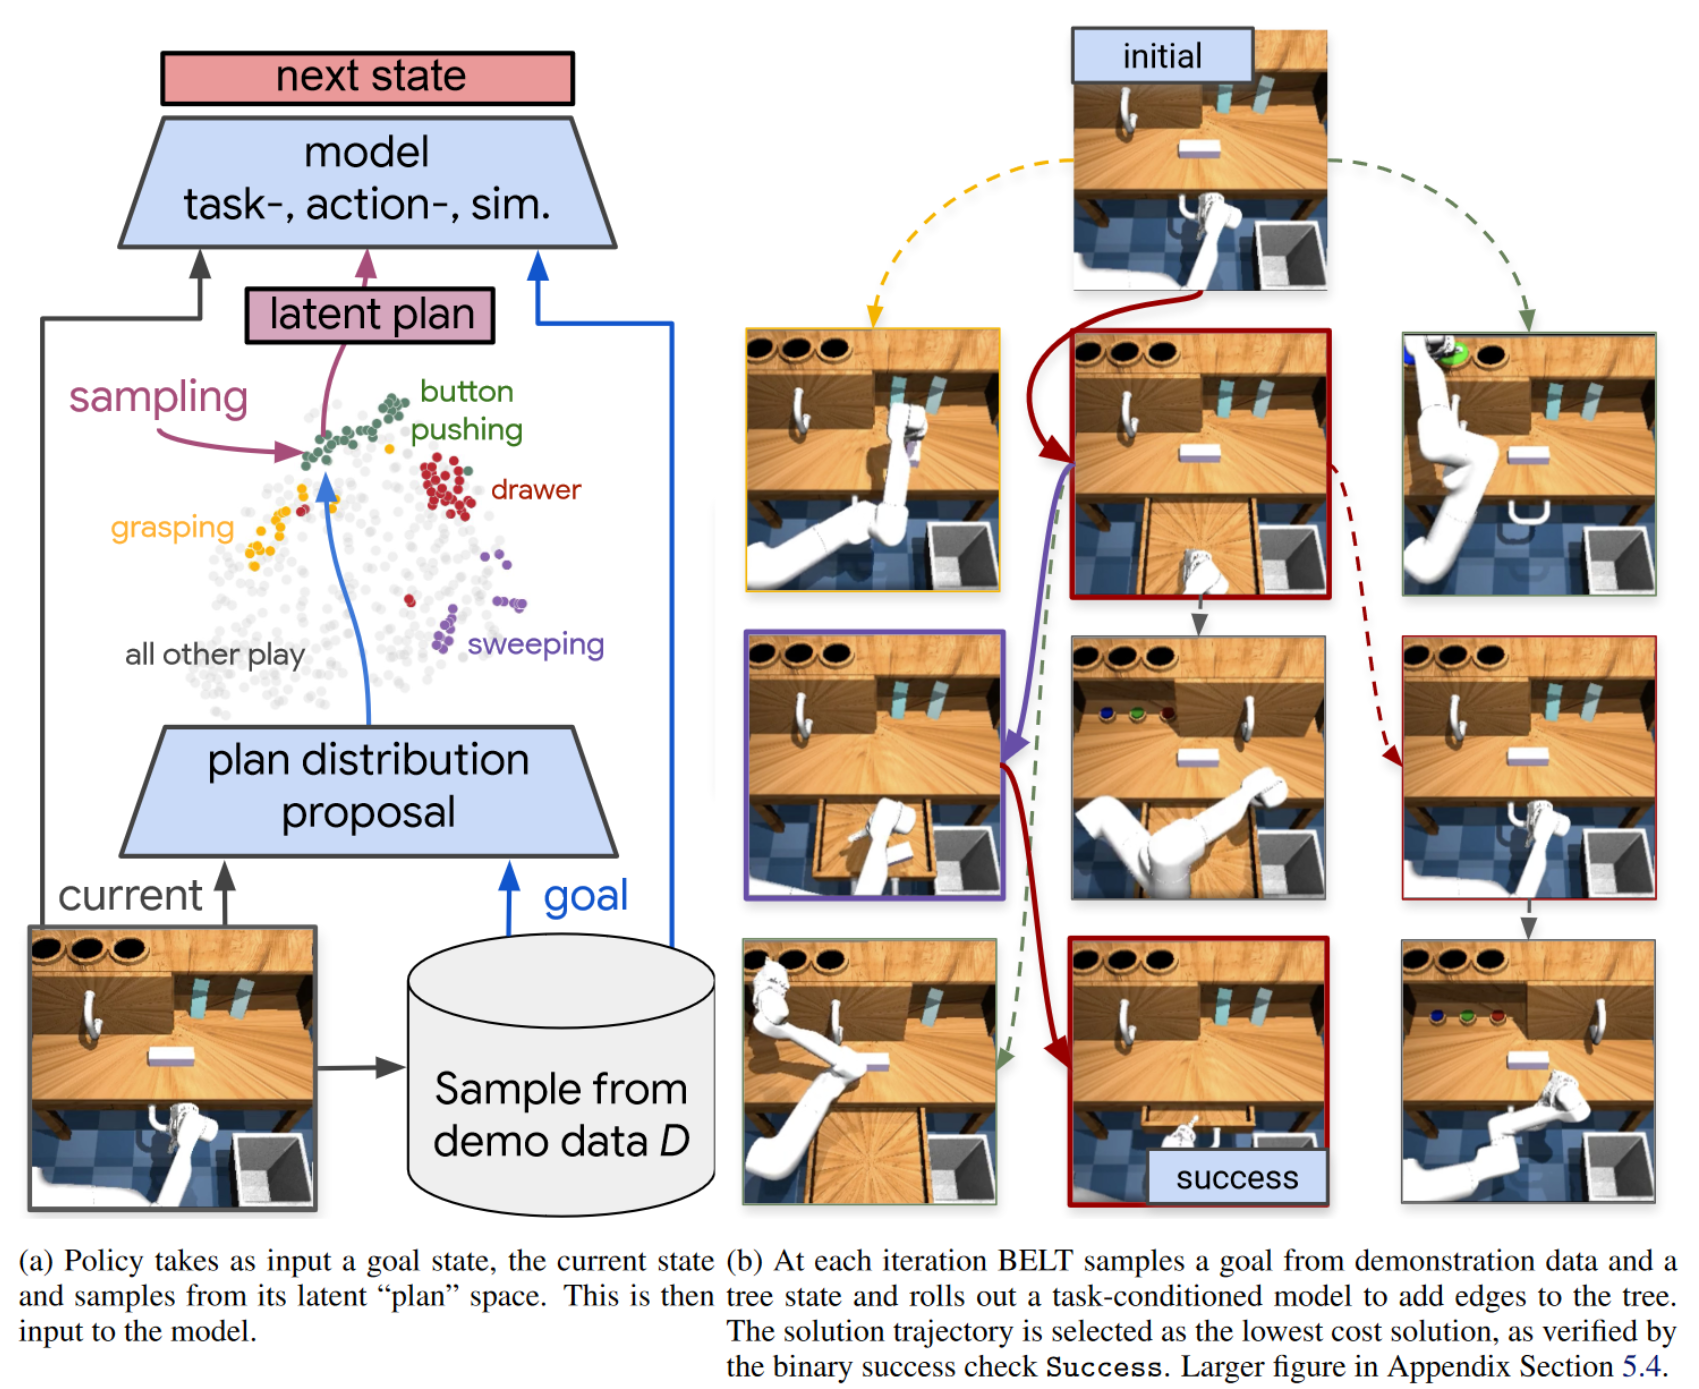 next state
model
task-, action-, sim.
latent plan
sampling
button
pushing
drawer
grasping
sweeping
all other play
plan distribution
proposal
current
goal
Sample from
demo data D
initial
success
(a) Policy takes as input a goal state, the current state
and samples from its latent “plan” space. This is then
input to the model.
(b) At each iteration BELT samples a goal from demonstration data and a
tree state and rolls out a task-conditioned model to add edges to the tree.
The solution trajectory is selected as the lowest cost solution, as verified by
the binary success check Success. Larger figure in Appendix Section 5.4.